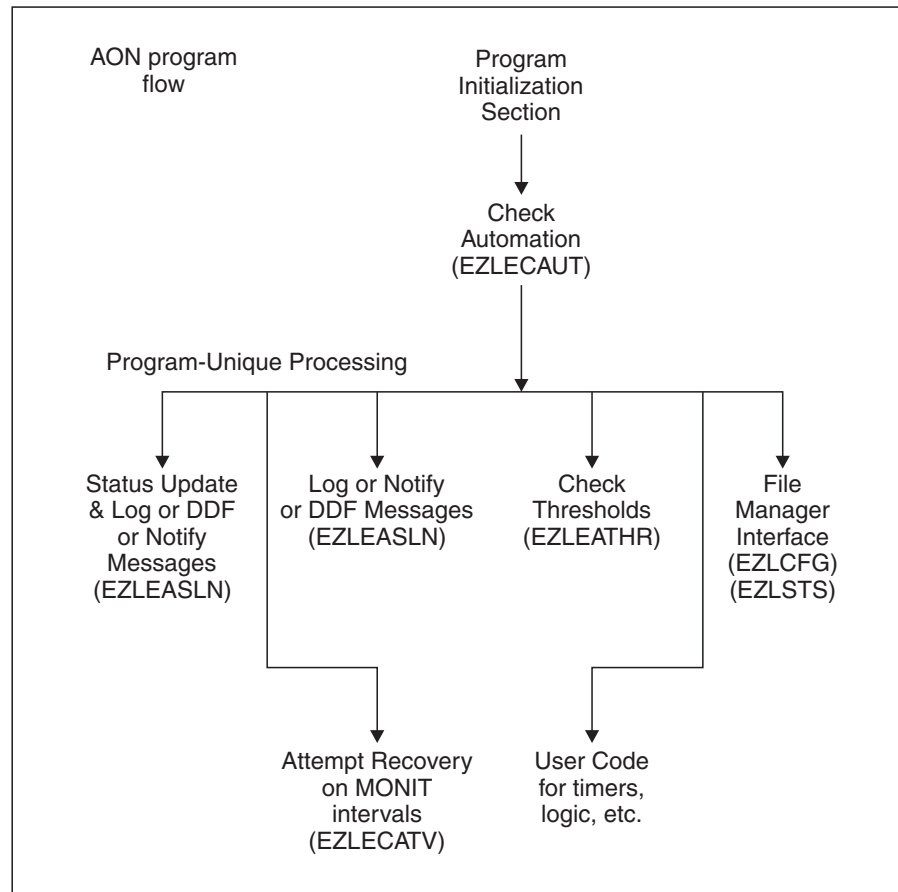 AON program
flow
Program
Initialization
Section
Check
Automation
(EZLECAUT)
Program-Unique Processing
Status Update
& Log or DDF
or Notify
Messages
(EZLEASLN)
Log or Notify
or DDF Messages
(EZLEASLN)
Check
Thresholds
(EZLEATHR)
File
Manager
Interface
(EZLCFG)
(EZLSTS)
Attempt Recovery
on MONIT
intervals
(EZLECATV)
User Code
for timers,
logic, etc.